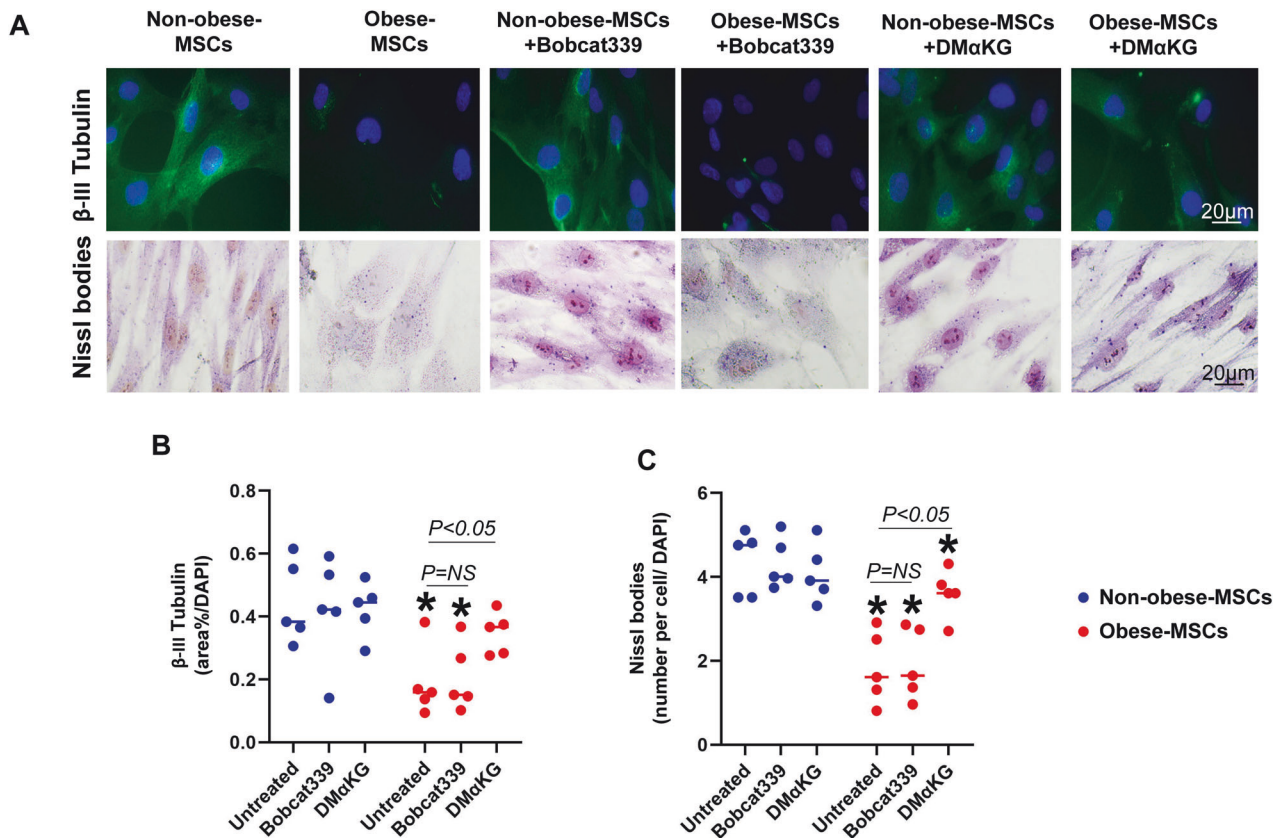 A
Non-obese-
MSCs
Obese-
MSCs
Non-obese-MSCs
+Bobcat339
Obese-MSCs
+Bobcat339
Non-obese-MSCs
+DMαKG
Obese-MSCs
+DMαKG
β-III Tubulin
20μm
Nissl bodies
20μm
B
β-III Tubulin
(area%/DAPI)
0.8
0.6
0.4
0.2
0.0
P<0.05
P=NS
*
*
Untreated
Bobcat339
DMαKG
Untreated
Bobcat339
DMαKG
C
Nissl bodies
(number per cell/ DAPI)
6
4
2
0
P<0.05
P=NS
*
*
*
Untreated
Bobcat339
DMαKG
Untreated
Bobcat339
DMαKG
Non-obese-MSCs
Obese-MSCs